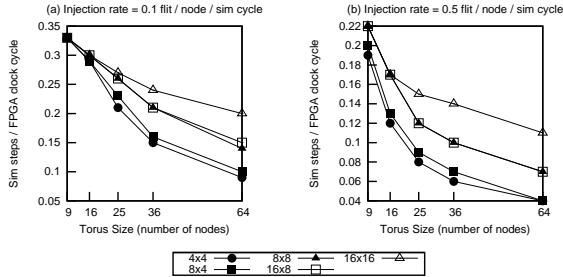 (a) Injection rate = 0.1 flit / node / sim cycle
Sim steps / FPGA clock cycle
0.35
0.3
0.25
0.2
0.15
0.1
0.05
9 16 25 36 64
Torus Size (number of nodes)
(b) Injection rate = 0.5 flit / node / sim cycle
Sim steps / FPGA clock cycle
0.22
0.2
0.18
0.16
0.14
0.12
0.1
0.08
0.06
0.04
9 16 25 36 64
Torus Size (number of nodes)
4x4 8x8 16x16
8x4 16x8